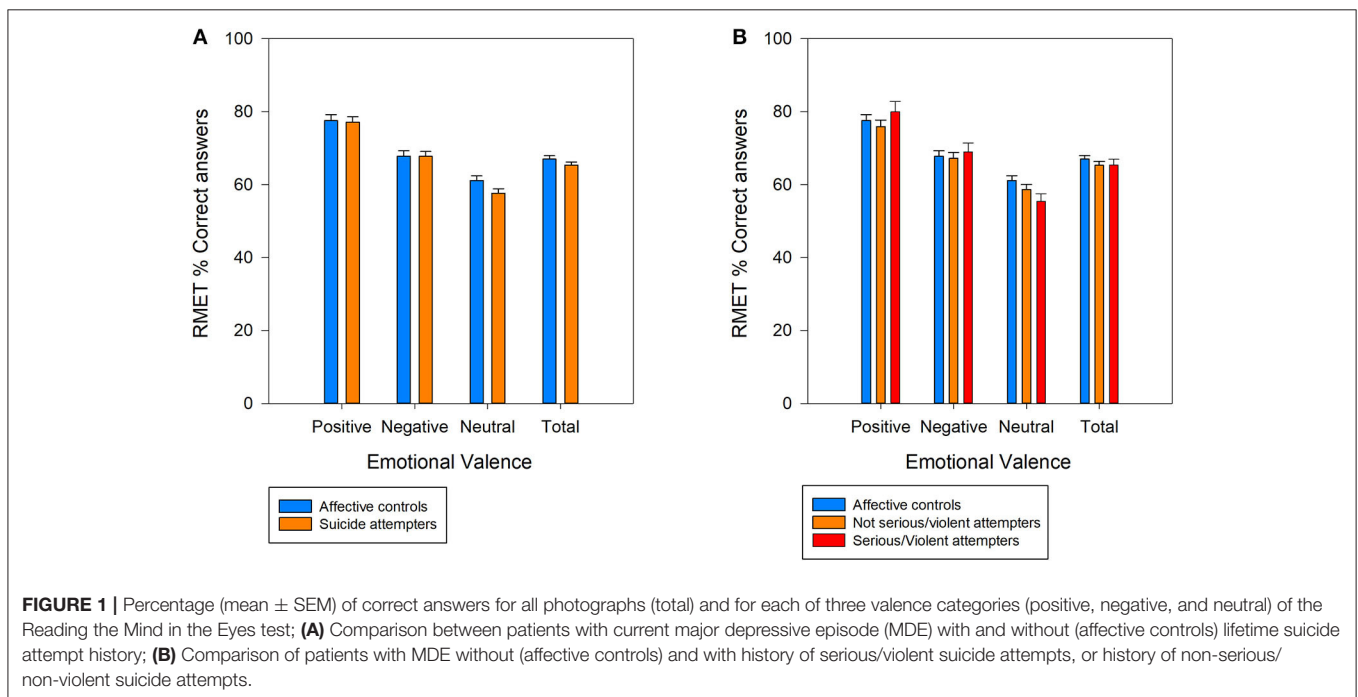 A
100
80
60
40
20
0
RMET % Correct answers
Positive Negative Neutral Total
Emotional Valence
Affective controls
Suicide attempters
B
100
80
60
40
20
0
RMET % Correct answers
Positive Negative Neutral Total
Emotional Valence
Affective controls
Not serious/violent attempters
Serious/Violent attempters
FIGURE 1 | Percentage (mean ± SEM) of correct answers for all photographs (total) and for each of three valence categories (positive, negative, and neutral) of the
Reading the Mind in the Eyes test; (A) Comparison between patients with current major depressive episode (MDE) with and without (affective controls) lifetime suicide
attempt history; (B) Comparison of patients with MDE without (affective controls) and with history of serious/violent suicide attempts, or history of non-serious/
non-violent suicide attempts.